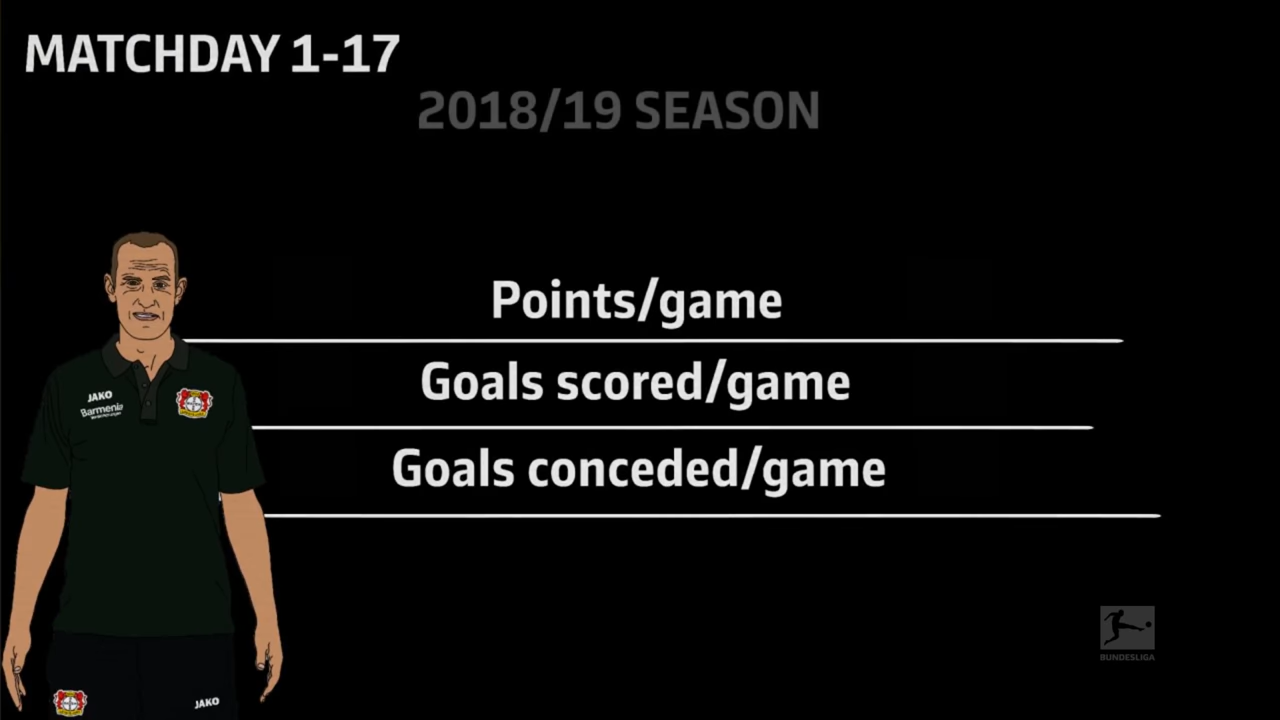 MATCHDAY 1-17
2018/19 SEASON
Points/game
Goals scored/game
Goals conceded/game
JAKO
Barmenia
JAKO
BUNDESLIGA